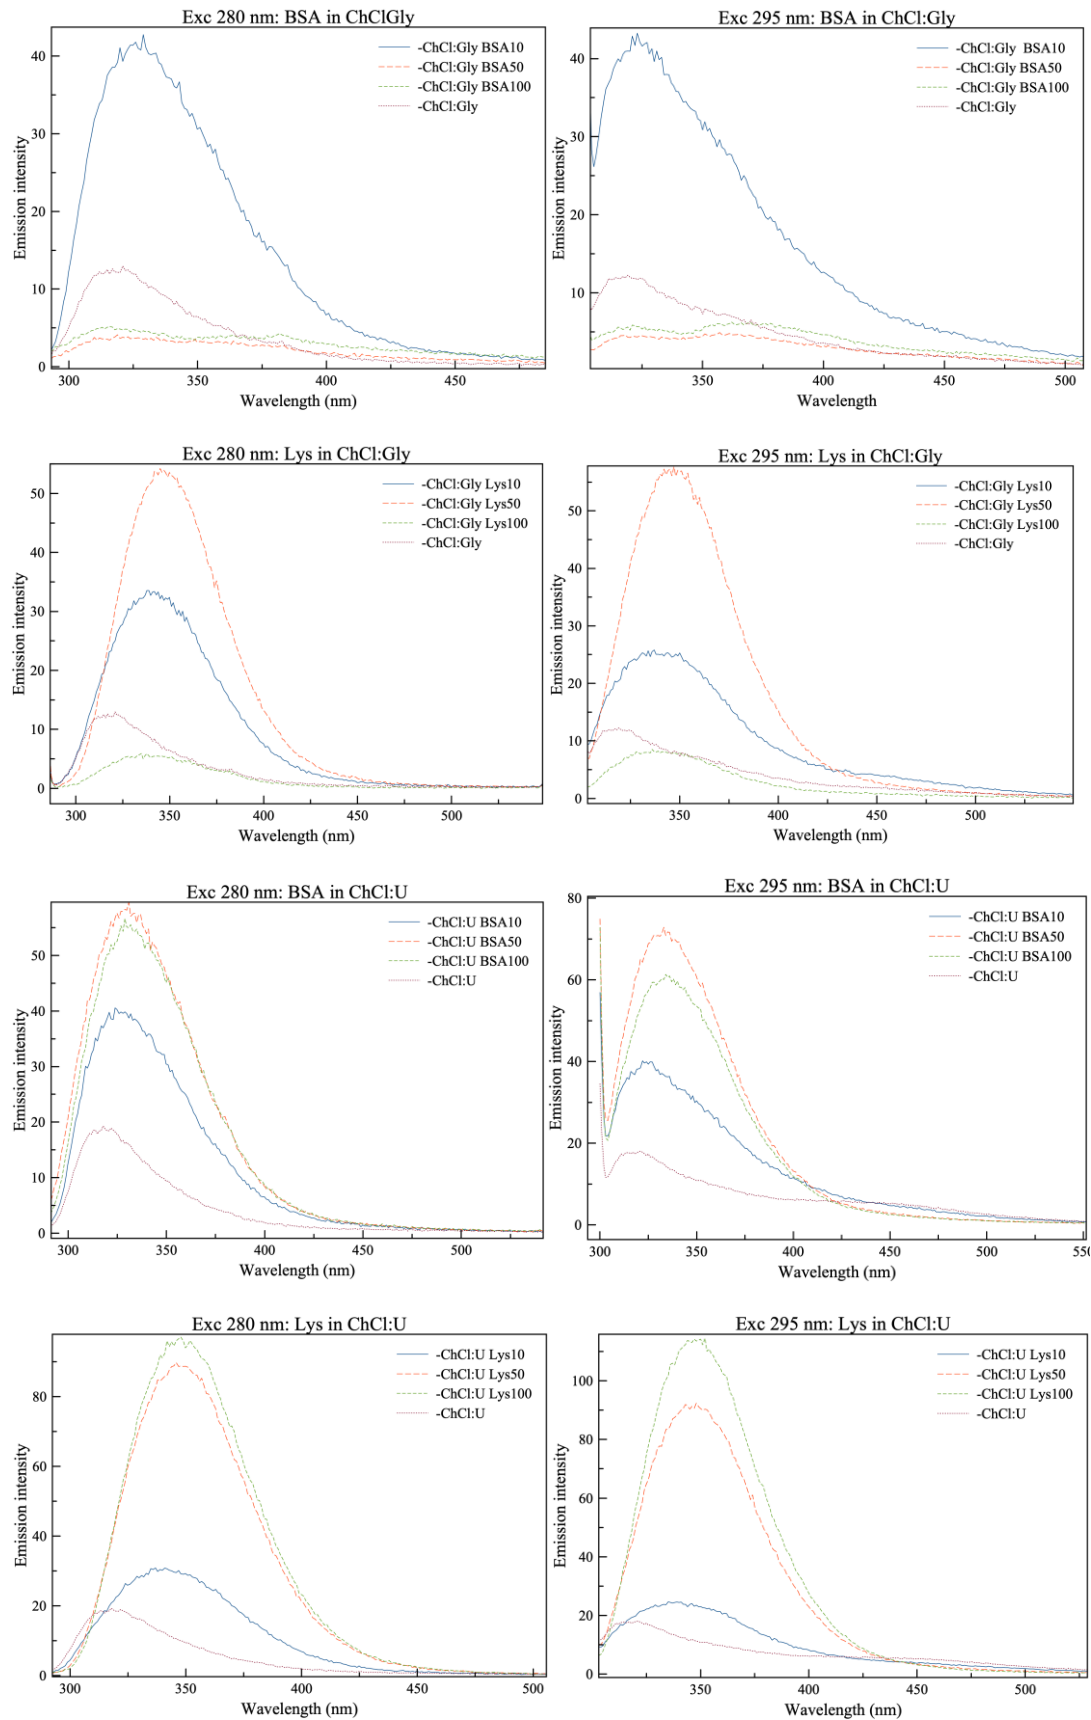 Exc 280 nm: BSA in ChClGly
-ChCl:Gly BSA10
-ChCl:Gly BSA50
-ChCl:Gly BSA100
-ChCl:Gly
Emission intensity
40
30
20
10
0
300
350
400
450
Wavelength (nm)
Exc 295 nm: BSA in ChCl:Gly
-ChCl:Gly BSA10
-ChCl:Gly BSA50
-ChCl:Gly BSA100
-ChCl:Gly
Emission intensity
40
30
20
10
350
400
450
500
Wavelength
Exc 280 nm: Lys in ChCl:Gly
-ChCl:Gly Lys10
-ChCl:Gly Lys50
-ChCl:Gly Lys100
-ChCl:Gly
Emission intensity
50
40
30
20
10
0
300
350
400
450
500
Wavelength (nm)
Exc 295 nm: Lys in ChCl:Gly
-ChCl:Gly Lys10
-ChCl:Gly Lys50
-ChCl:Gly Lys100
-ChCl:Gly
Emission intensity
50
40
30
20
10
0
350
400
450
500
Wavelength (nm)
Exc 280 nm: BSA in ChCl:U
-ChCl:U BSA10
-ChCl:U BSA50
-ChCl:U BSA100
-ChCl:U
Emission intensity
50
40
30
20
10
0
300
350
400
450
500
Wavelength (nm)
Exc 295 nm: BSA in ChCl:U
-ChCl:U BSA10
-ChCl:U BSA50
-ChCl:U BSA100
-ChCl:U
Emission intensity
80
60
40
20
0
300
350
400
450
500
550
Wavelength (nm)
Exc 280 nm: Lys in ChCl:U
-ChCl:U Lys10
-ChCl:U Lys50
-ChCl:U Lys100
-ChCl:U
Emission intensity
80
60
40
20
0
300
350
400
450
500
Wavelength (nm)
Exc 295 nm: Lys in ChCl:U
-ChCl:U Lys10
-ChCl:U Lys50
-ChCl:U Lys100
-ChCl:U
Emission intensity
100
80
60
40
20
0
350
400
450
500
Wavelength (nm)